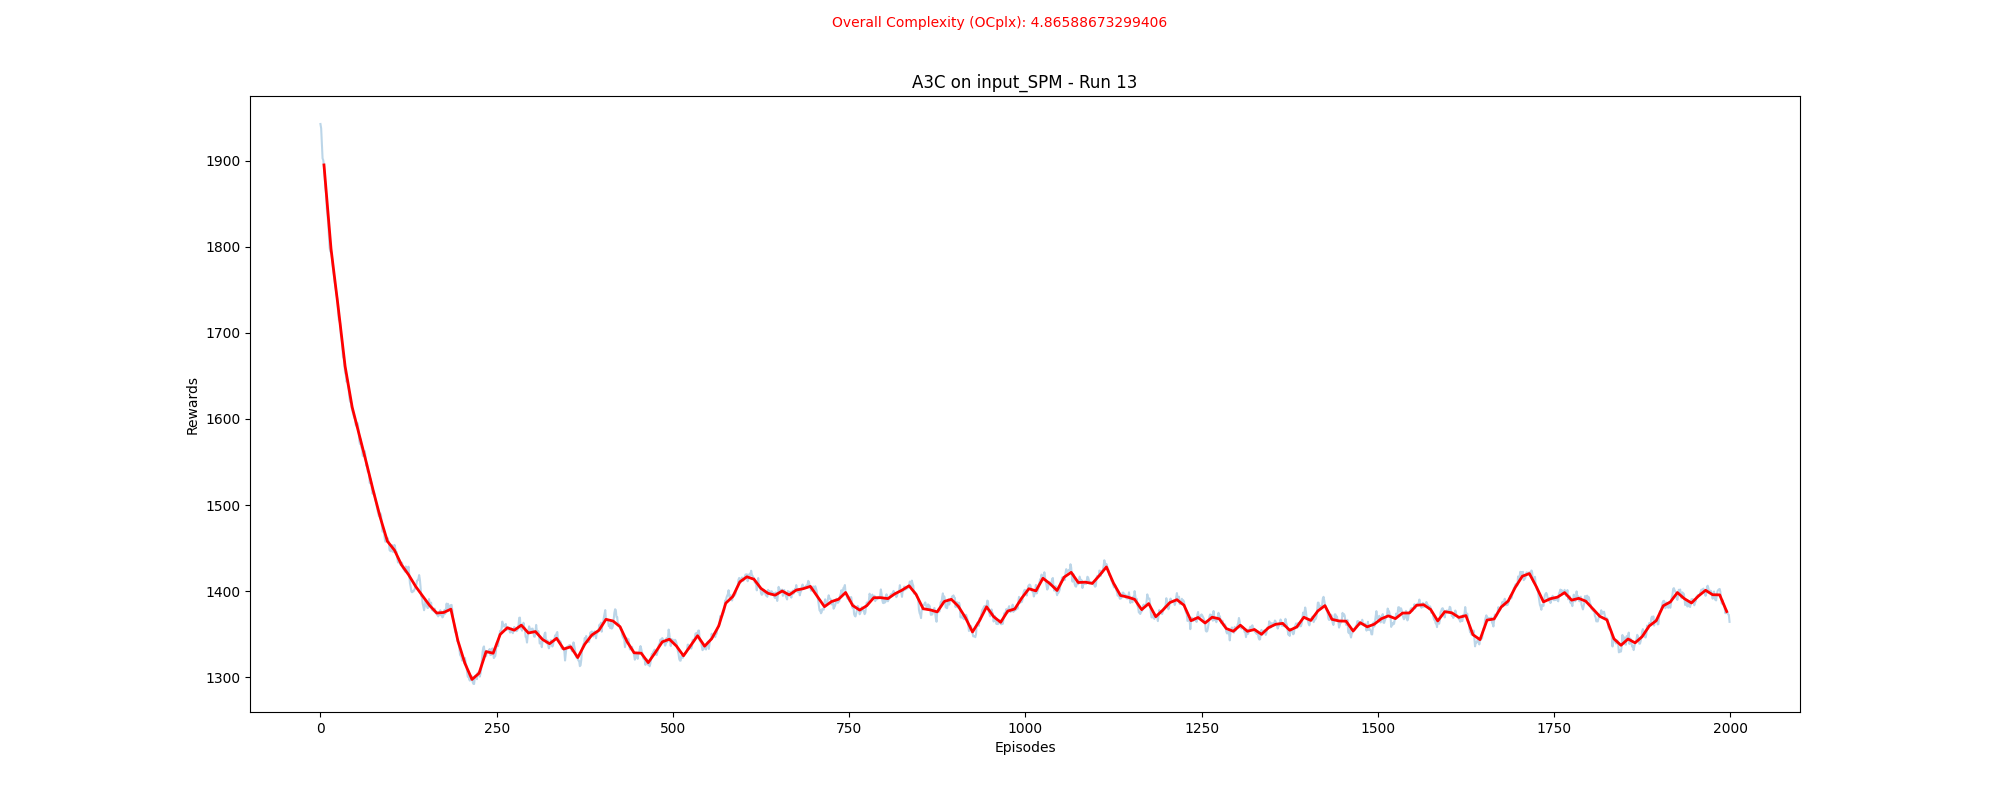 Overall Complexity (OCplx): 4.86588673299406
A3C on input_SPM - Run 13
Rewards
1900
1800
1700
1600
1500
1400
1300
0 250 500 750 1000 1250 1500 1750 2000
Episodes